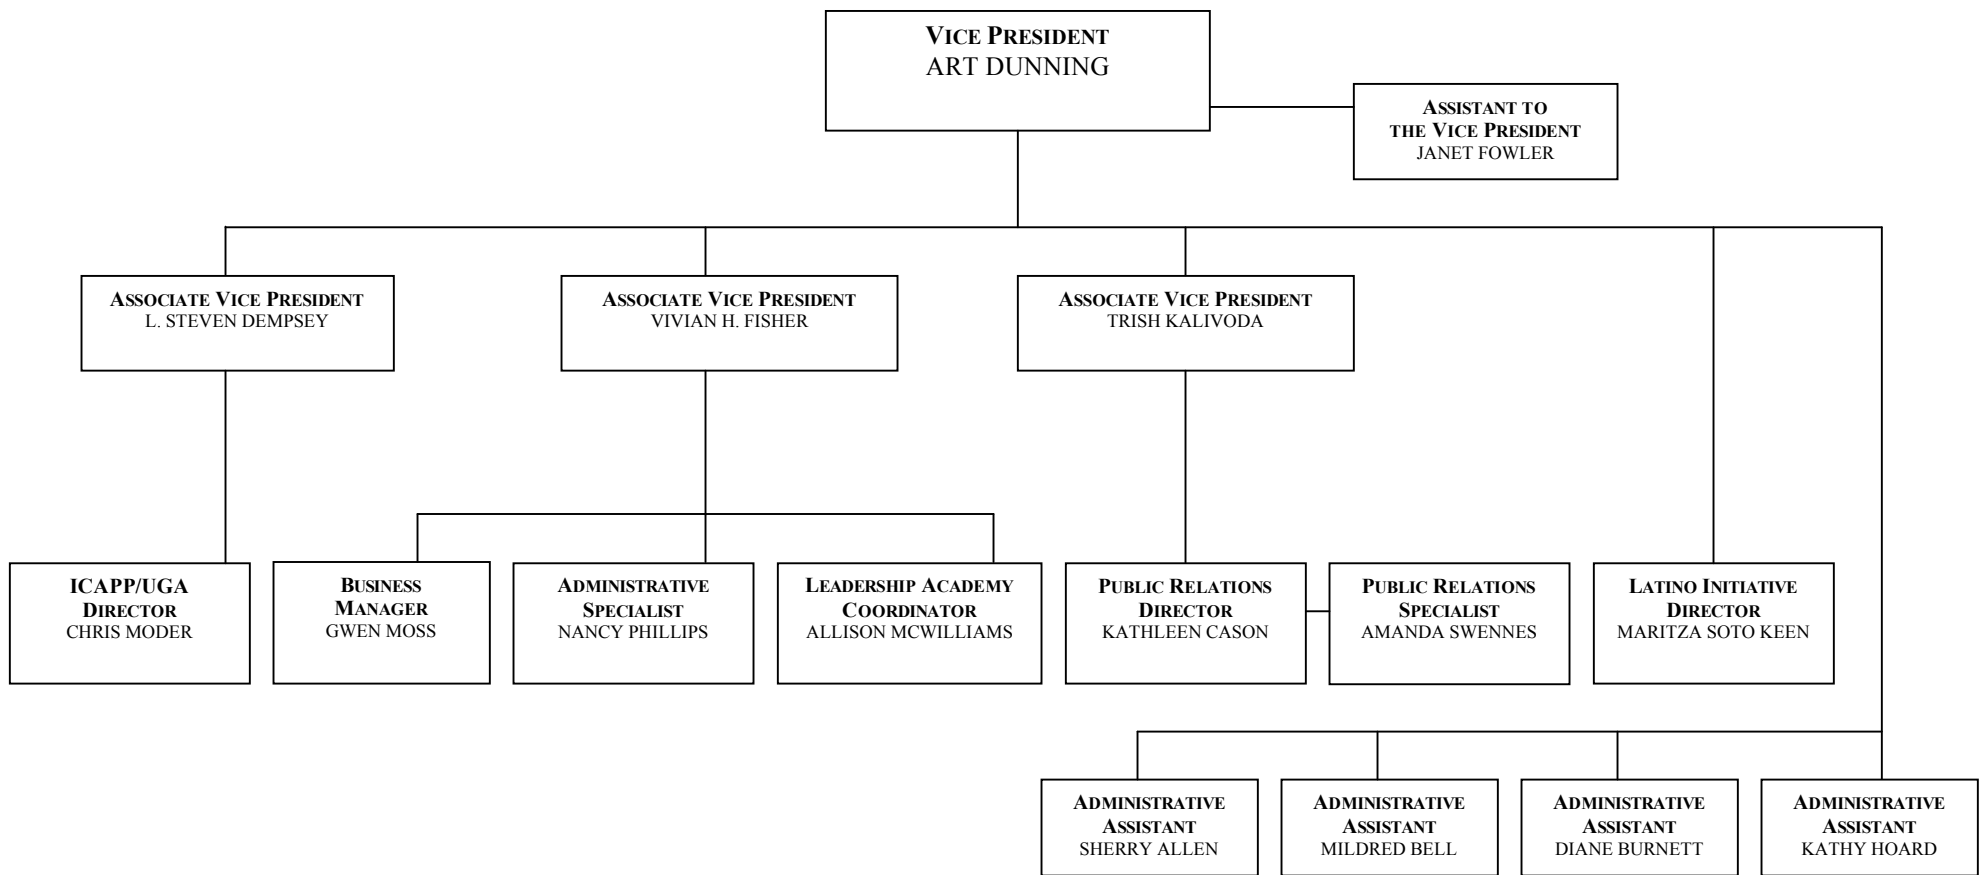 VICE PRESIDENT
ART DUNNING
ASSISTANT TO
THE VICE PRESIDENT
JANET FOWLER
ASSOCIATE VICE PRESIDENT
L. STEVEN DEMPSEY
ASSOCIATE VICE PRESIDENT
VIVIAN H. FISHER
ASSOCIATE VICE PRESIDENT
TRISH KALIVODA
ICAPP/UGA
DIRECTOR
CHRIS MODER
BUSINESS
MANAGER
GWEN MOSS
ADMINISTRATIVE
SPECIALIST
NANCY PHILLIPS
LEADERSHIP ACADEMY
COORDINATOR
ALLISON MCWILLIAMS
PUBLIC RELATIONS
DIRECTOR
KATHLEEN CASON
PUBLIC RELATIONS
SPECIALIST
AMANDA SWENNES
LATINO INITIATIVE
DIRECTOR
MARITZA SOTO KEEN
ADMINISTRATIVE
ASSISTANT
SHERRY ALLEN
ADMINISTRATIVE
ASSISTANT
MILDRED BELL
ADMINISTRATIVE
ASSISTANT
DIANE BURNETT
ADMINISTRATIVE
ASSISTANT
KATHY HOARD